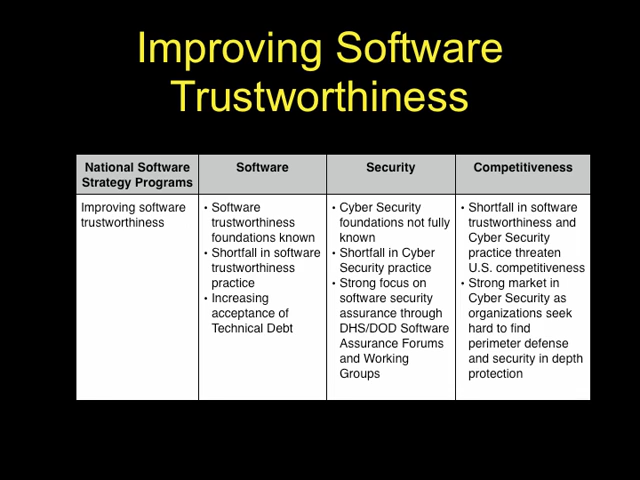 Improving Software
Trustworthiness
National Software
Strategy Programs
Software
Security
Competitiveness
Improving software
trustworthiness
• Software
trustworthiness
foundations known
• Shortfall in software
trustworthiness
practice
• Increasing
acceptance of
Technical Debt
• Cyber Security
foundations not fully
known
• Shortfall in Cyber
Security practice
• Strong focus on
software security
assurance through
DHS/DOD Software
Assurance Forums
and Working
Groups
• Shortfall in software
trustworthiness and
Cyber Security
practice threaten
U.S. competitiveness
• Strong market in
Cyber Security as
organizations seek
hard to find
perimeter defense
and security in depth
protection